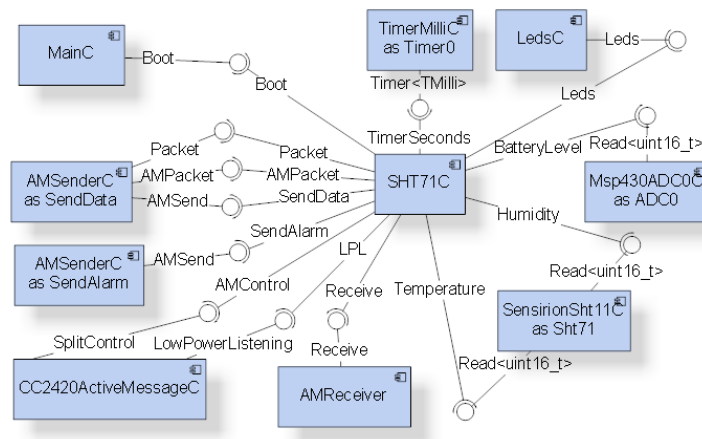 MainC
Boot
Boot
TimerMilliC
as Timer0
Timer<TMilli>
TimerSeconds
LedsC
Leds
Leds
Packet
Packet
AMPacket
AMPacket
AMSend
SendData
AMSenderC
as SendData
SHT71C
BatteryLevel
Read<uint16_t>
Msp430ADC0C
as ADC0
Humidity
Read<uint16_t>
AMSenderC
as SendAlarm
AMSend
SendAlarm
AMControl
LPL
Receive
Temperature
SensirionSht11C
as Sht71
SplitControl
LowPowerListening
Receive
Read<uint16_t>
CC2420ActiveMessageC
AMReceiver